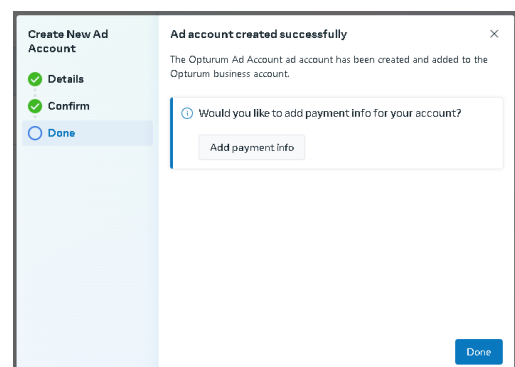 Create New Ad
Account
Details
Confirm
Done
Ad account created successfully
The Opturum Ad Account ad account has been created and added to the
Opturum business account.
Would you like to add payment info for your account?
Add payment info
Done